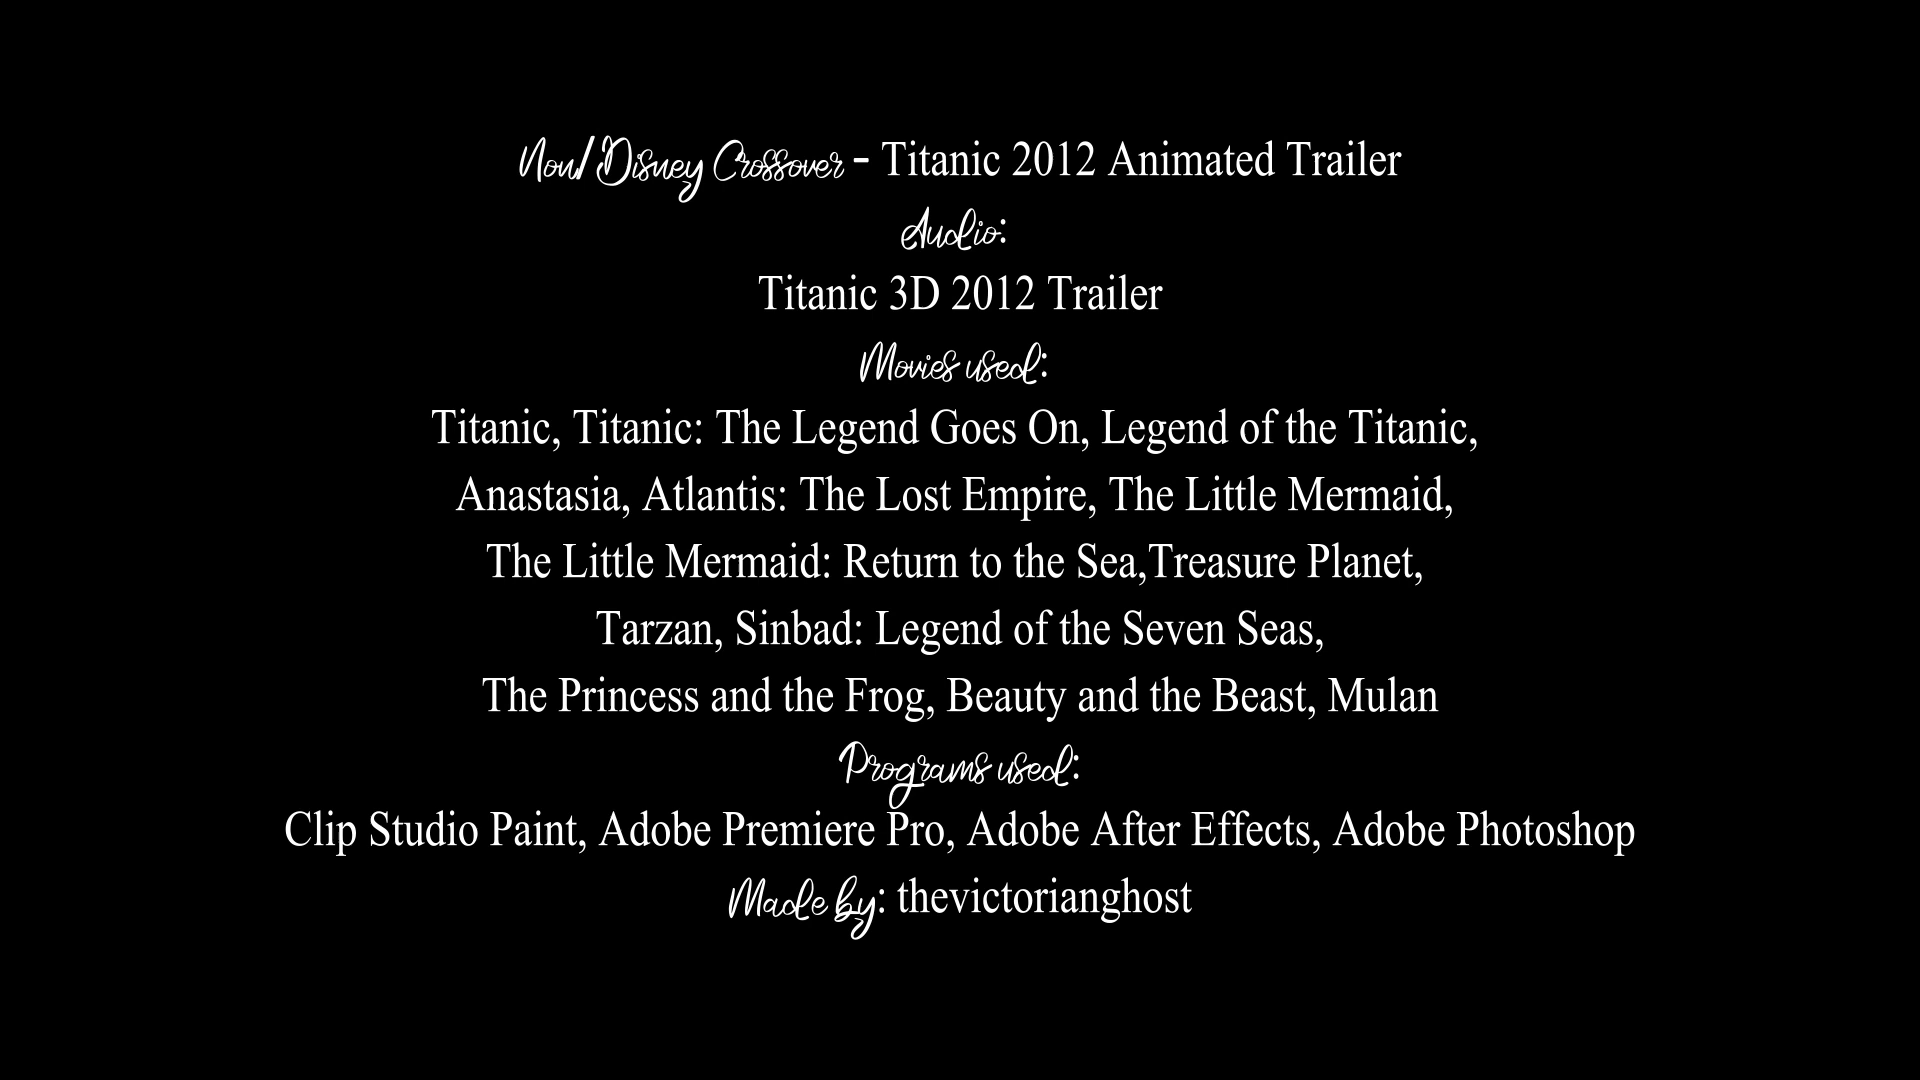 Non/Disney Crossover - Titanic 2012 Animated Trailer
Audio:
Titanic 3D 2012 Trailer
Movies used:
Titanic, Titanic: The Legend Goes On, Legend of the Titanic,
Anastasia, Atlantis: The Lost Empire, The Little Mermaid,
The Little Mermaid: Return to the Sea,Treasure Planet,
Tarzan, Sinbad: Legend of the Seven Seas,
The Princess and the Frog, Beauty and the Beast, Mulan
Programs used:
Clip Studio Paint, Adobe Premiere Pro, Adobe After Effects, Adobe Photoshop
Made by: thevictorianghost